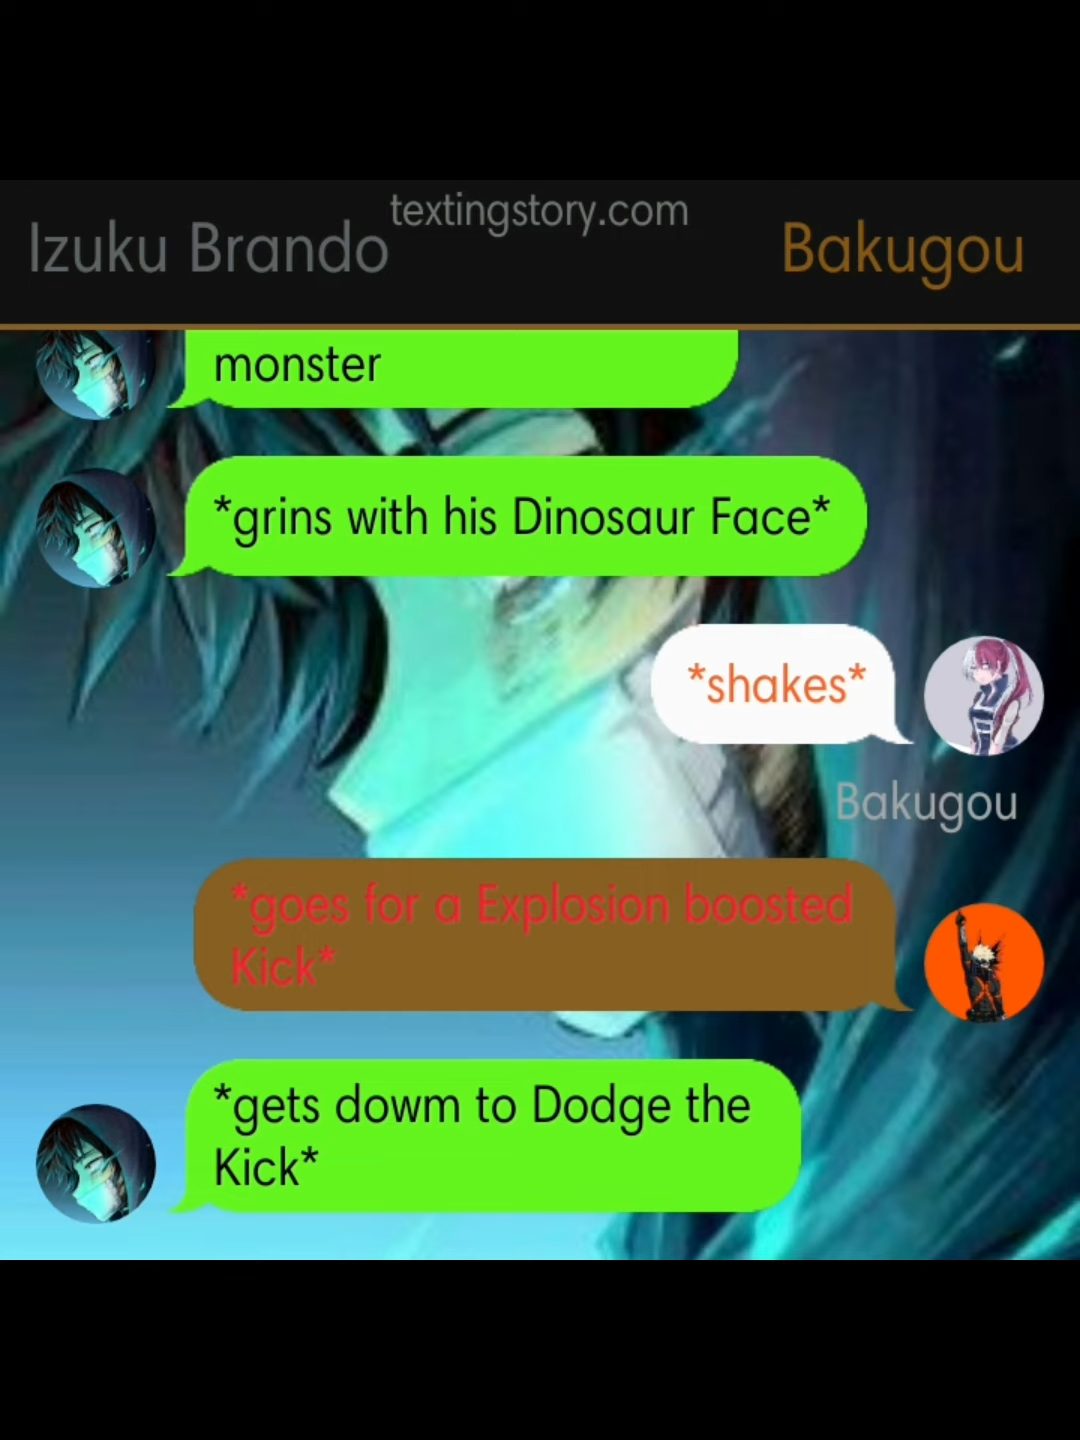 textingstory.com
Izuku Brando
Bakugou
monster
*grins with his Dinosaur Face*
*shakes*
Bakugou
*goes for a Explosion boosted
Kick*
*gets dowm to Dodge the
Kick*